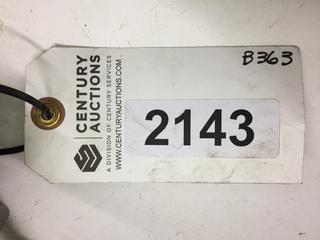 B363
CENTURY
AUCTIONS
A DIVISION OF CENTURY SERVICES
WWW.CENTURYAUCTIONS.COM
2143